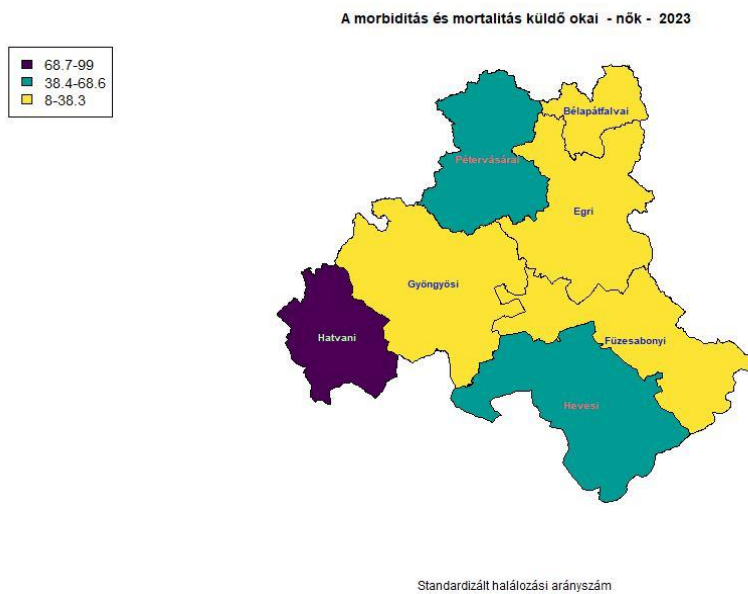 A morbiditás és mortalitás küldő okai - nők - 2023
68.7-99
38.4-68.6
8-38.3
Bélapátfalvai
Pétervásárai
Egri
Gyöngyösi
Hatvani
Füzesabonyi
Hevesi
Standardizált halálozási arányszám